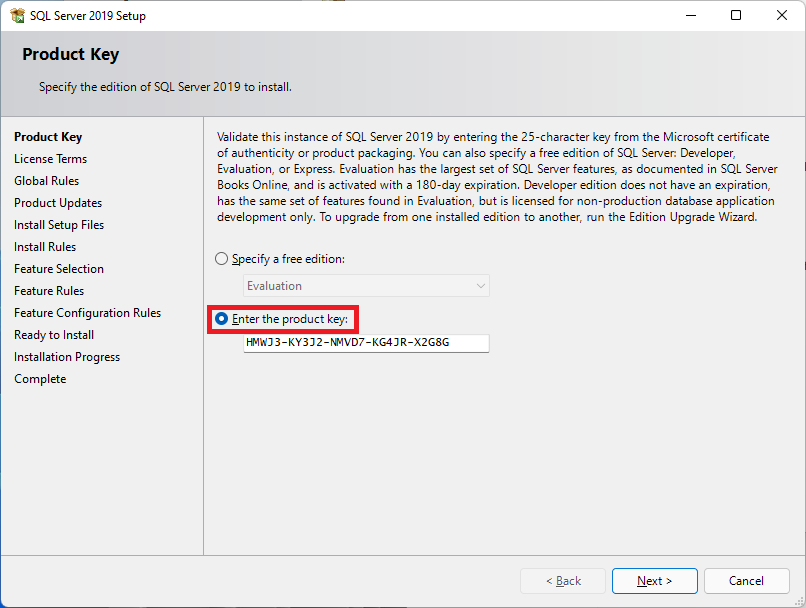 SQL Server 2019 Setup
Product Key
Specify the edition of SQL Server 2019 to install.
Product Key
License Terms
Global Rules
Product Updates
Install Setup Files
Install Rules
Feature Selection
Feature Rules
Feature Configuration Rules
Ready to Install
Installation Progress
Complete
Validate this instance of SQL Server 2019 by entering the 25-character key from the Microsoft certificate
of authenticity or product packaging. You can also specify a free edition of SQL Server: Developer,
Evaluation, or Express. Evaluation has the largest set of SQL Server features, as documented in SQL Server
Books Online, and is activated with a 180-day expiration. Developer edition does not have an expiration,
has the same set of features found in Evaluation, but is licensed for non-production database application
development only. To upgrade from one installed edition to another, run the Edition Upgrade Wizard.
Specify a free edition:
Evaluation
Enter the product key:
HMWJ3-KY3J2-NMVD7-KG4JR-X2G8G
< Back
Next >
Cancel